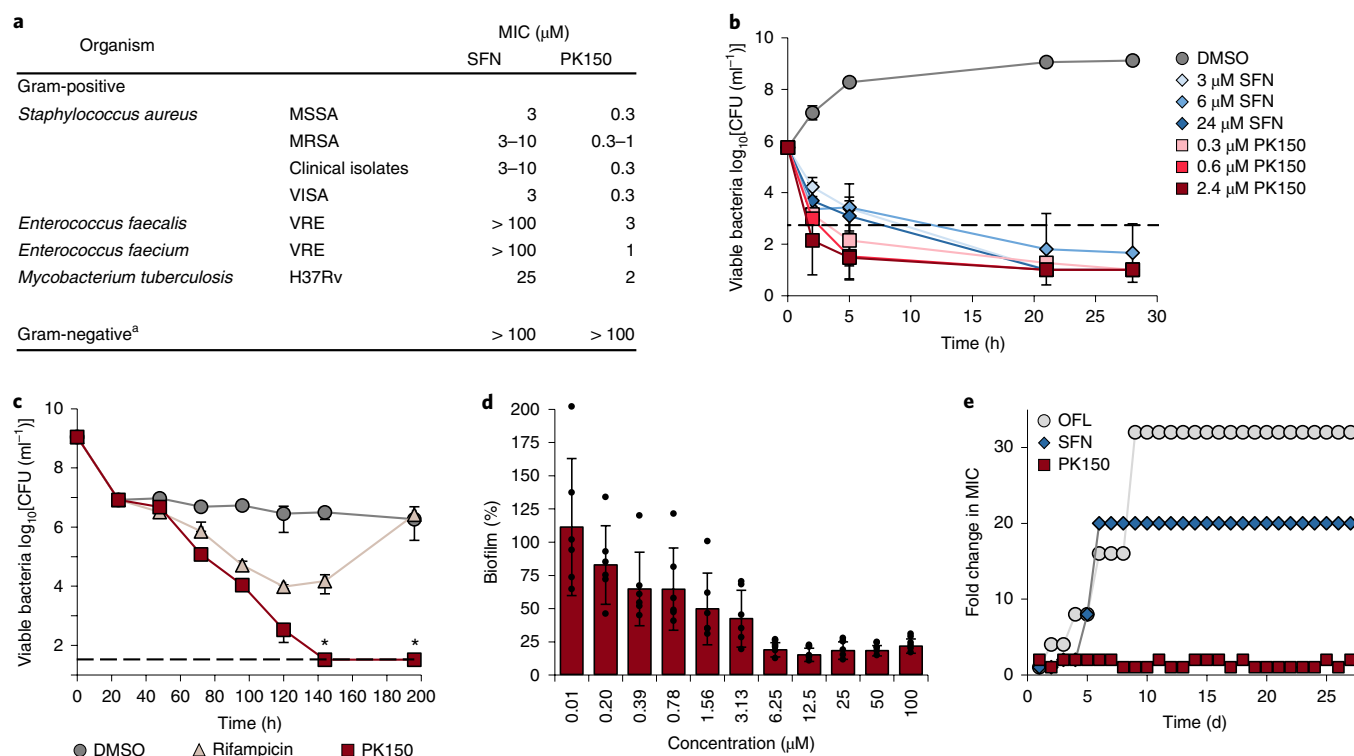 a
Organism
MIC (μM)
SFN PK150
Gram-positive
Staphylococcus aureus MSSA 3 0.3
MRSA 3–10 0.3–1
Clinical isolates 3–10 0.3
VISA 3 0.3
Enterococcus faecalis VRE > 100 3
Enterococcus faecium VRE >100 1
Mycobacterium tuberculosis H37Rv 25 2
Gram-negativeᵃ > 100 > 100
b
Viable bacteria log₁₀[CFU (ml⁻¹)]
10
8
6
4
2
0
0 5 10 15 20 25 30
Time (h)
DMSO
3 μM SFN
6 μM SFN
24 μM SFN
0.3 μM PK150
0.6 μM PK150
2.4 μM PK150
c
Viable bacteria log₁₀[CFU (ml⁻¹)]
10
8
6
4
2
* *
0 20 40 60 80 100 120 140 160 180 200
Time (h)
DMSO Rifampicin PK150
d
Biofilm (%)
200
175
150
125
100
75
50
25
0
0.01 0.20 0.39 0.78 1.56 3.13 6.25 12.5 25 50 100
Concentration (μM)
e
Fold change in MIC
30
20
10
0
OFL
SFN
PK150
0 5 10 15 20 25
Time (d)